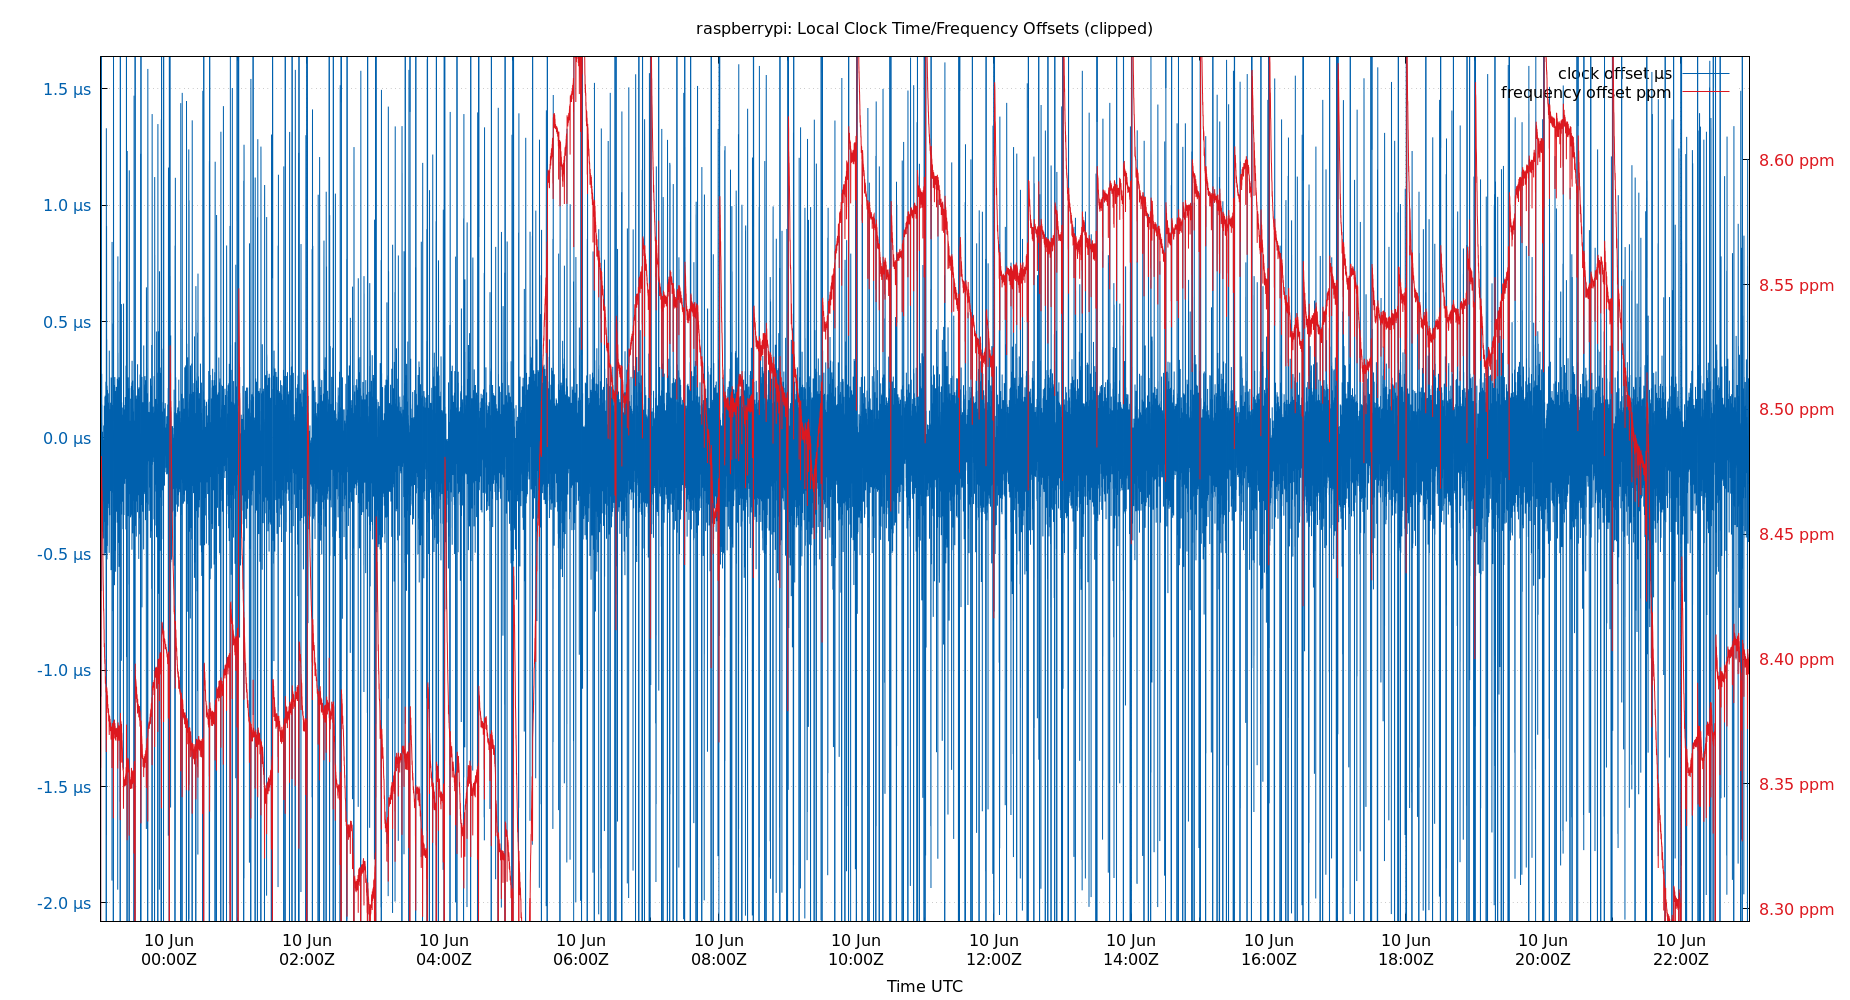 raspberrypi: Local Clock Time/Frequency Offsets (clipped)
clock offset µs
frequency offset ppm
1.5 µs
1.0 µs
0.5 µs
0.0 µs
-0.5 µs
-1.0 µs
-1.5 µs
-2.0 µs
8.60 ppm
8.55 ppm
8.50 ppm
8.45 ppm
8.40 ppm
8.35 ppm
8.30 ppm
10 Jun 10 Jun 10 Jun 10 Jun 10 Jun 10 Jun 10 Jun 10 Jun 10 Jun 10 Jun 10 Jun 10 Jun
00:00Z 02:00Z 04:00Z 06:00Z 08:00Z 10:00Z 12:00Z 14:00Z 16:00Z 18:00Z 20:00Z 22:00Z
Time UTC